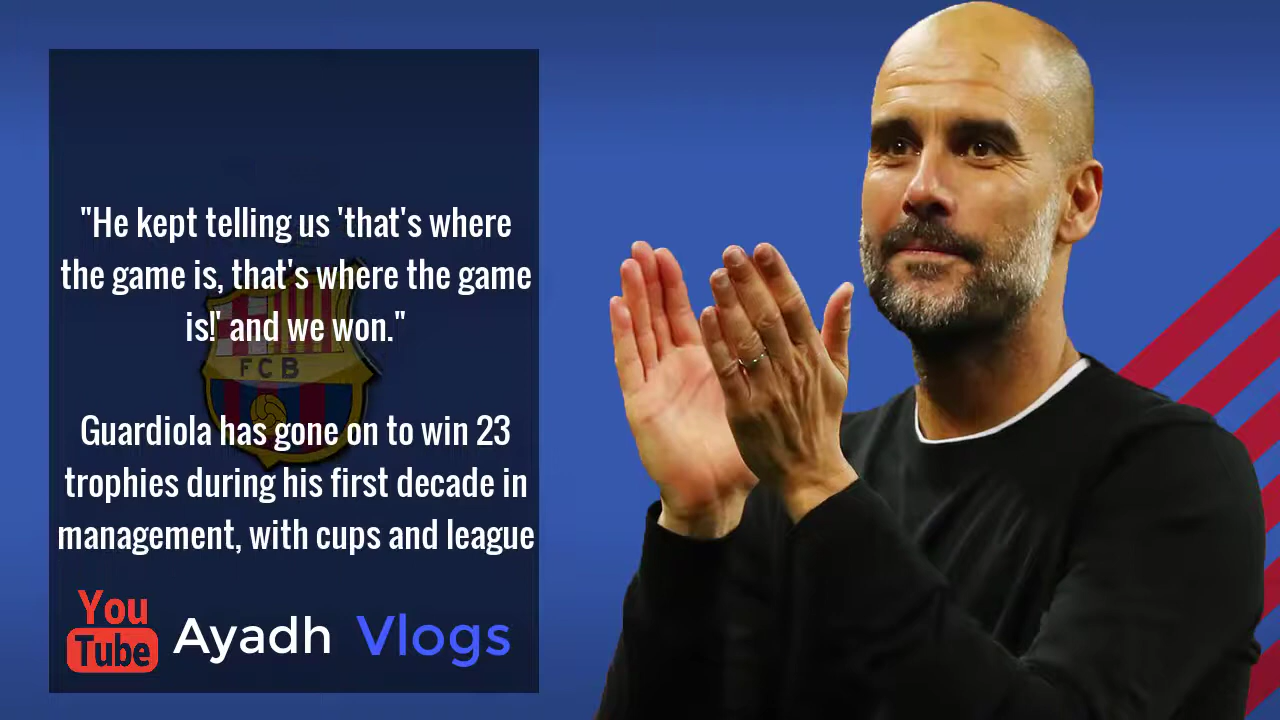 "He kept telling us 'that's where
the game is, that's where the game
is!' and we won."
FCB
Guardiola has gone on to win 23
trophies during his first decade in
management, with cups and league
You
Tube
Ayadh Vlogs